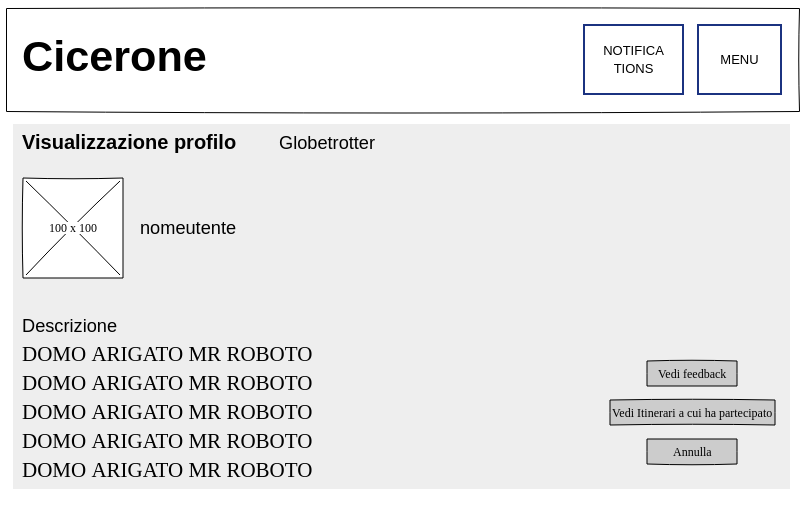 Cicerone
NOTIFICA
TIONS
MENU
Visualizzazione profilo
Globetrotter
100 x 100
nomeutente
Descrizione
DOMO ARIGATO MR ROBOTO
DOMO ARIGATO MR ROBOTO
DOMO ARIGATO MR ROBOTO
DOMO ARIGATO MR ROBOTO
DOMO ARIGATO MR ROBOTO
Vedi feedback
Vedi Itinerari a cui ha partecipato
Annulla